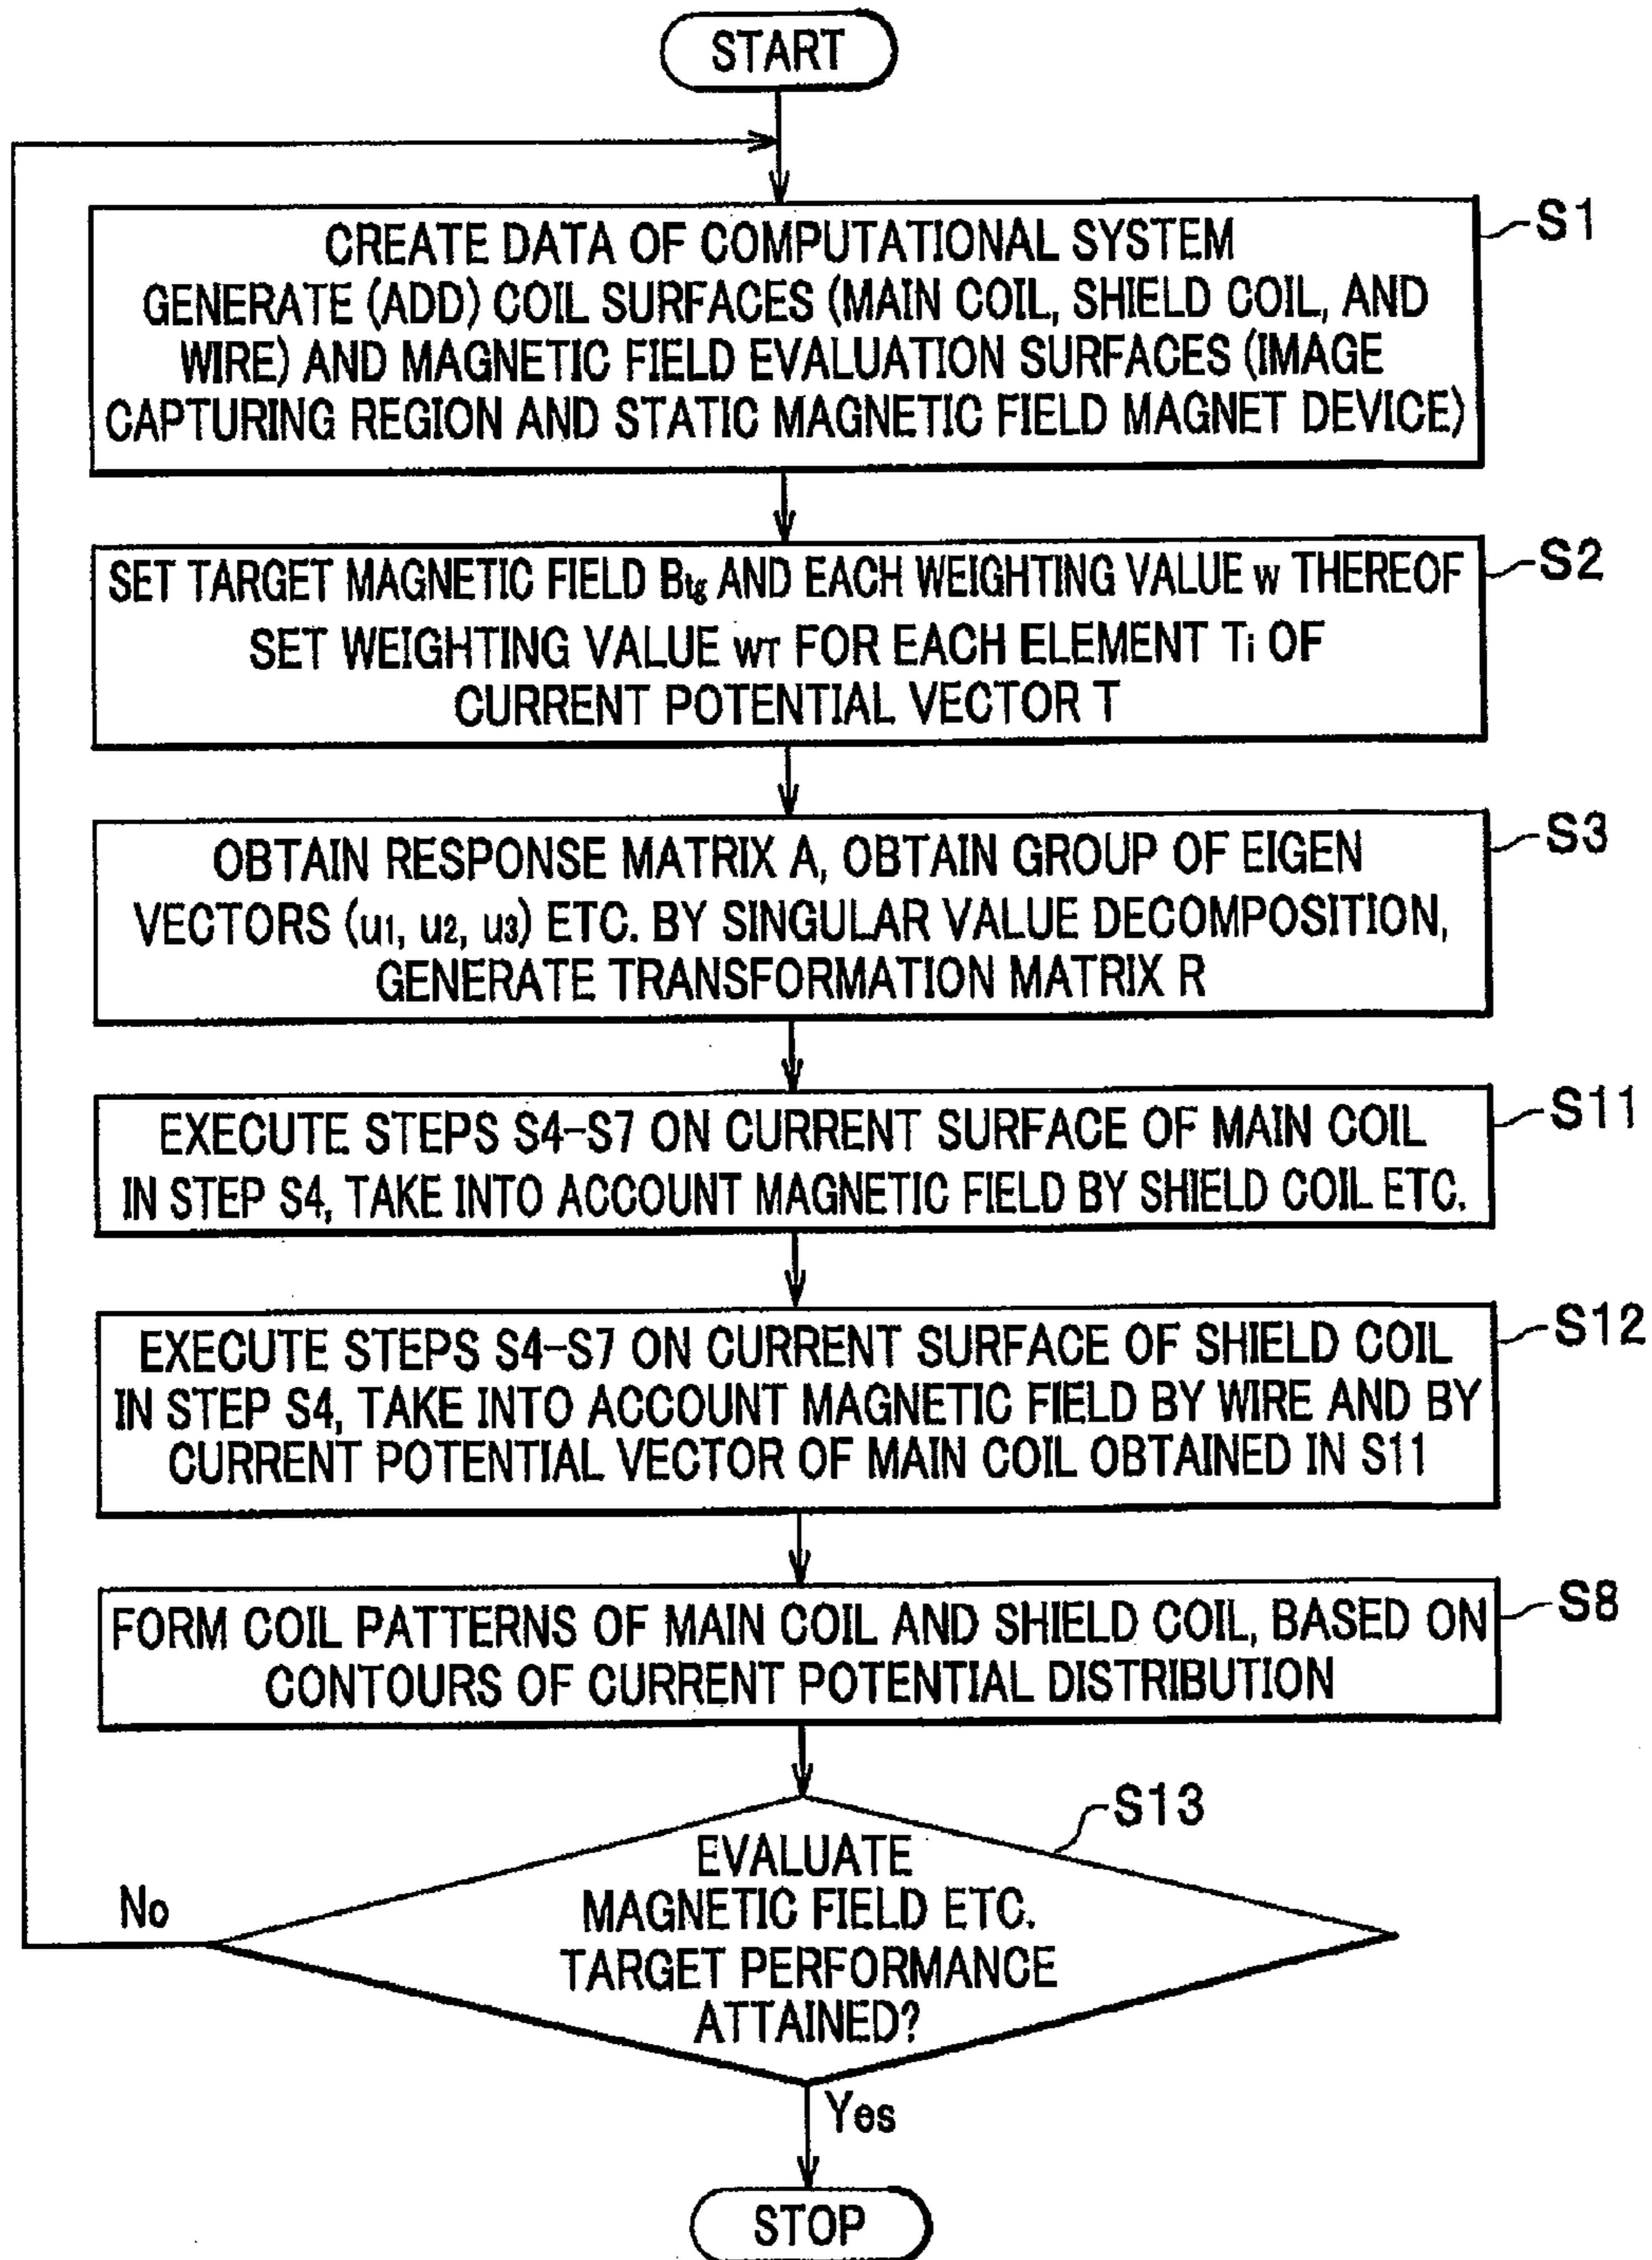 START
CREATE DATA OF COMPUTATIONAL SYSTEM
GENERATE (ADD) COIL SURFACES (MAIN COIL, SHIELD COIL, AND
WIRE) AND MAGNETIC FIELD EVALUATION SURFACES (IMAGE
CAPTURING REGION AND STATIC MAGNETIC FIELD MAGNET DEVICE)
S1
SET TARGET MAGNETIC FIELD Btg AND EACH WEIGHTING VALUE w THEREOF
SET WEIGHTING VALUE wT FOR EACH ELEMENT Ti OF
CURRENT POTENTIAL VECTOR T
S2
OBTAIN RESPONSE MATRIX A, OBTAIN GROUP OF EIGEN
VECTORS (u1, u2, u3) ETC. BY SINGULAR VALUE DECOMPOSITION,
GENERATE TRANSFORMATION MATRIX R
S3
EXECUTE STEPS S4-S7 ON CURRENT SURFACE OF MAIN COIL
IN STEP S4, TAKE INTO ACCOUNT MAGNETIC FIELD BY SHIELD COIL ETC.
S11
EXECUTE STEPS S4-S7 ON CURRENT SURFACE OF SHIELD COIL
IN STEP S4, TAKE INTO ACCOUNT MAGNETIC FIELD BY WIRE AND BY
CURRENT POTENTIAL VECTOR OF MAIN COIL OBTAINED IN S11
S12
FORM COIL PATTERNS OF MAIN COIL AND SHIELD COIL, BASED ON
CONTOURS OF CURRENT POTENTIAL DISTRIBUTION
S8
S13
EVALUATE
MAGNETIC FIELD ETC.
TARGET PERFORMANCE
ATTAINED?
No
Yes
STOP